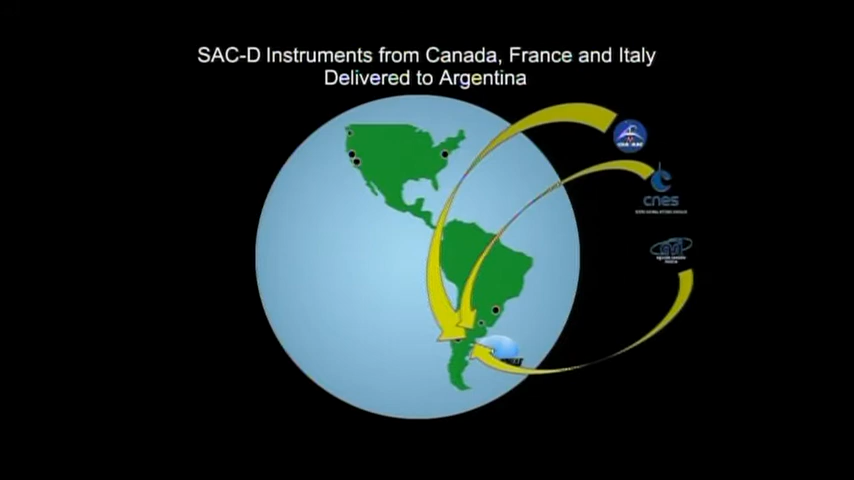 SAC-D Instruments from Canada, France and Italy
Delivered to Argentina
cnes